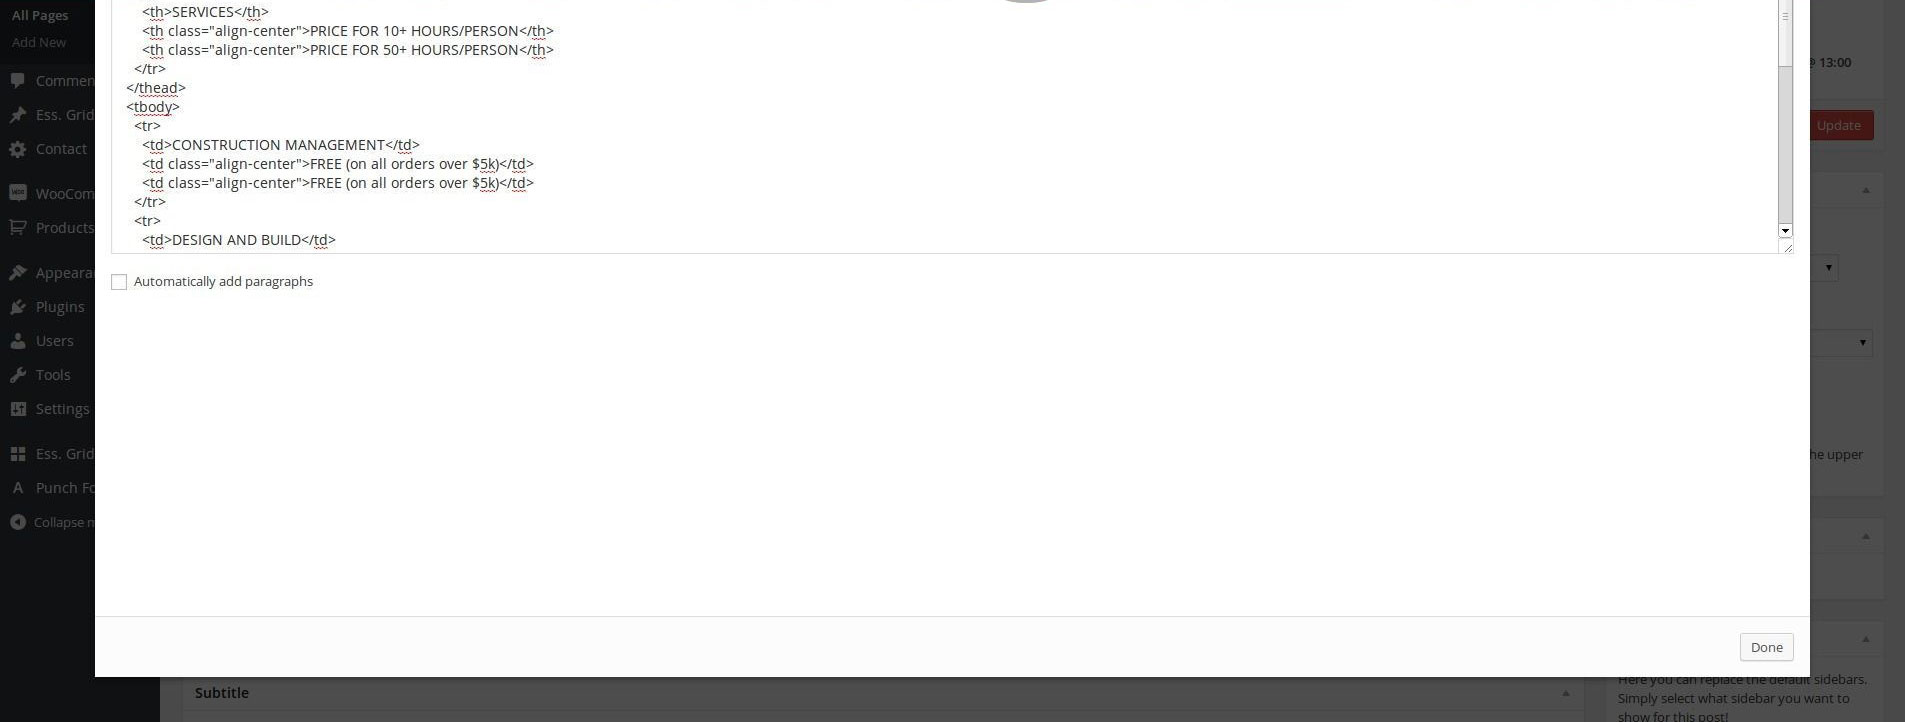 All Pages
Add New
Commen
Ess. Grid
Contact
WooCom
Products
Appeara
Plugins
Users
Tools
Settings
Ess. Grid
Punch Fo
Collapse m
<th>SERVICES</th>
<th class="align-center">PRICE FOR 10+ HOURS/PERSON</th>
<th class="align-center">PRICE FOR 50+ HOURS/PERSON</th>
</tr>
</thead>
<tbody>
<tr>
<td>CONSTRUCTION MANAGEMENT</td>
<td class="align-center">FREE (on all orders over $5k)</td>
<td class="align-center">FREE (on all orders over $5k)</td>
</tr>
<tr>
<td>DESIGN AND BUILD</td>
Automatically add paragraphs
Done
Subtitle
@ 13:00
Update
he upper
Here you can replace the default sidebars.
Simply select what sidebar you want to
show for this post!